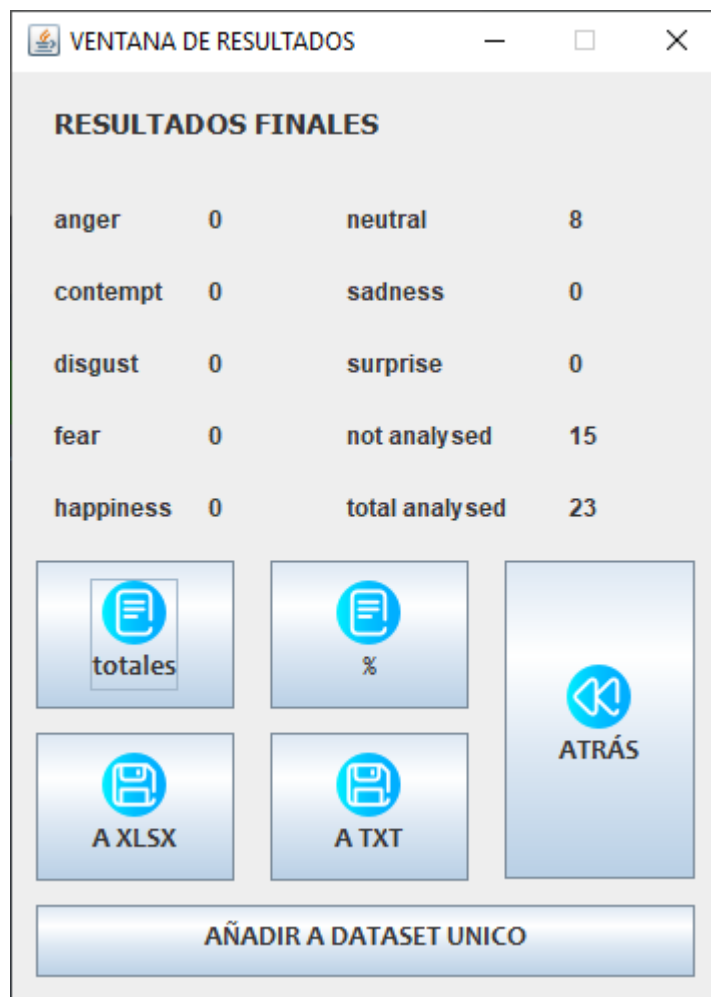 VENTANA DE RESULTADOS
RESULTADOS FINALES
anger 0 neutral 8
contempt 0 sadness 0
disgust 0 surprise 0
fear 0 not analysed 15
happiness 0 total analysed 23
totales %
ATRÁS
A XLSX A TXT
AÑADIR A DATASET UNICO